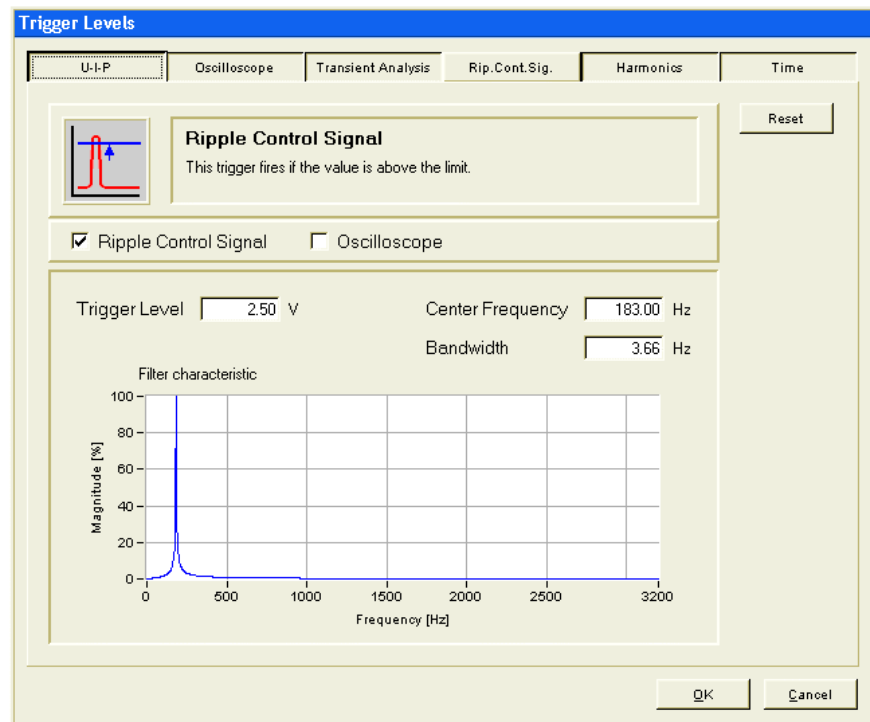 Trigger Levels
U-I-P Oscilloscope Transient Analysis Rip.Cont.Sig. Harmonics Time
Reset
Ripple Control Signal
This trigger fires if the value is above the limit.
Ripple Control Signal Oscilloscope
Trigger Level 2.50 V Center Frequency 183.00 Hz
Bandwidth 3.66 Hz
Filter characteristic
100
80
60
40
20
0
Magnitude [%]
0 500 1000 1500 2000 2500 3200
Frequency [Hz]
OK Cancel